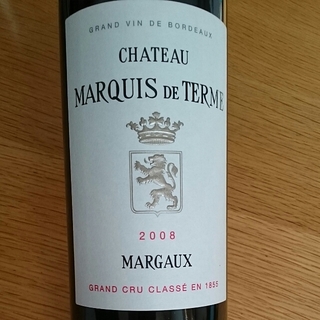 GRAND VIN DE BORDEAUX
CHATEAU
MARQUIS DE TERME
2008
MARGAUX
GRAND CRU CLASSÉ EN 1855